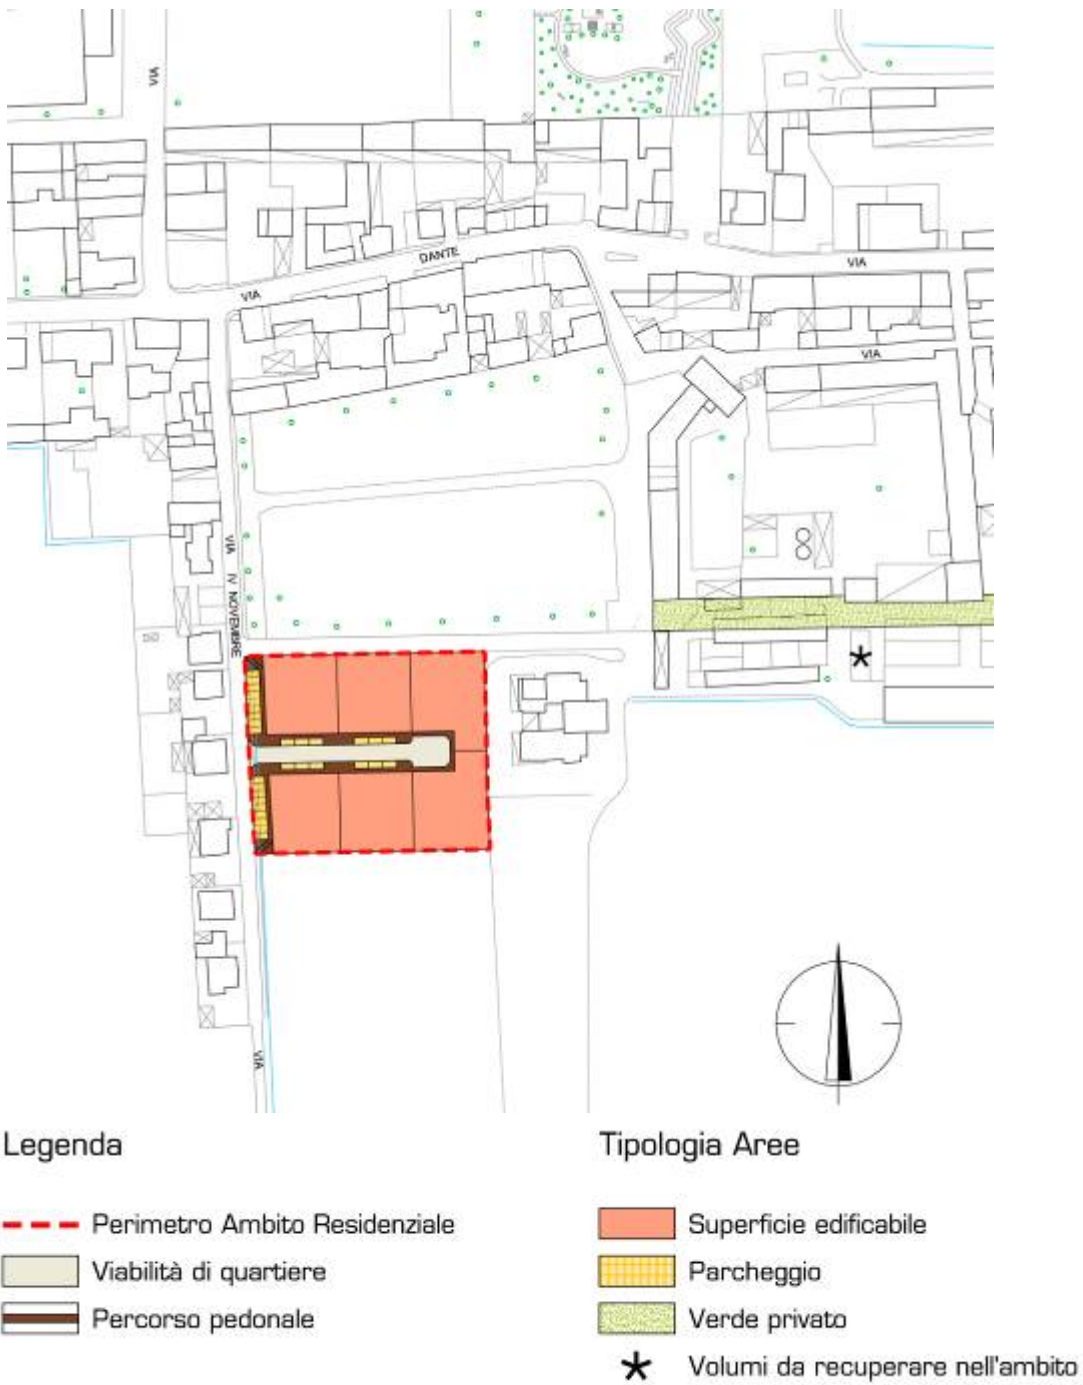 VIA
DANTE
VIA
VIA
VIA
VIA IV NOVEMBRE
VIA
Legenda
Perimetro Ambito Residenziale
Viabilità di quartiere
Percorso pedonale
Tipologia Aree
Superficie edificabile
Parcheggio
Verde privato
Volumi da recuperare nell'ambito